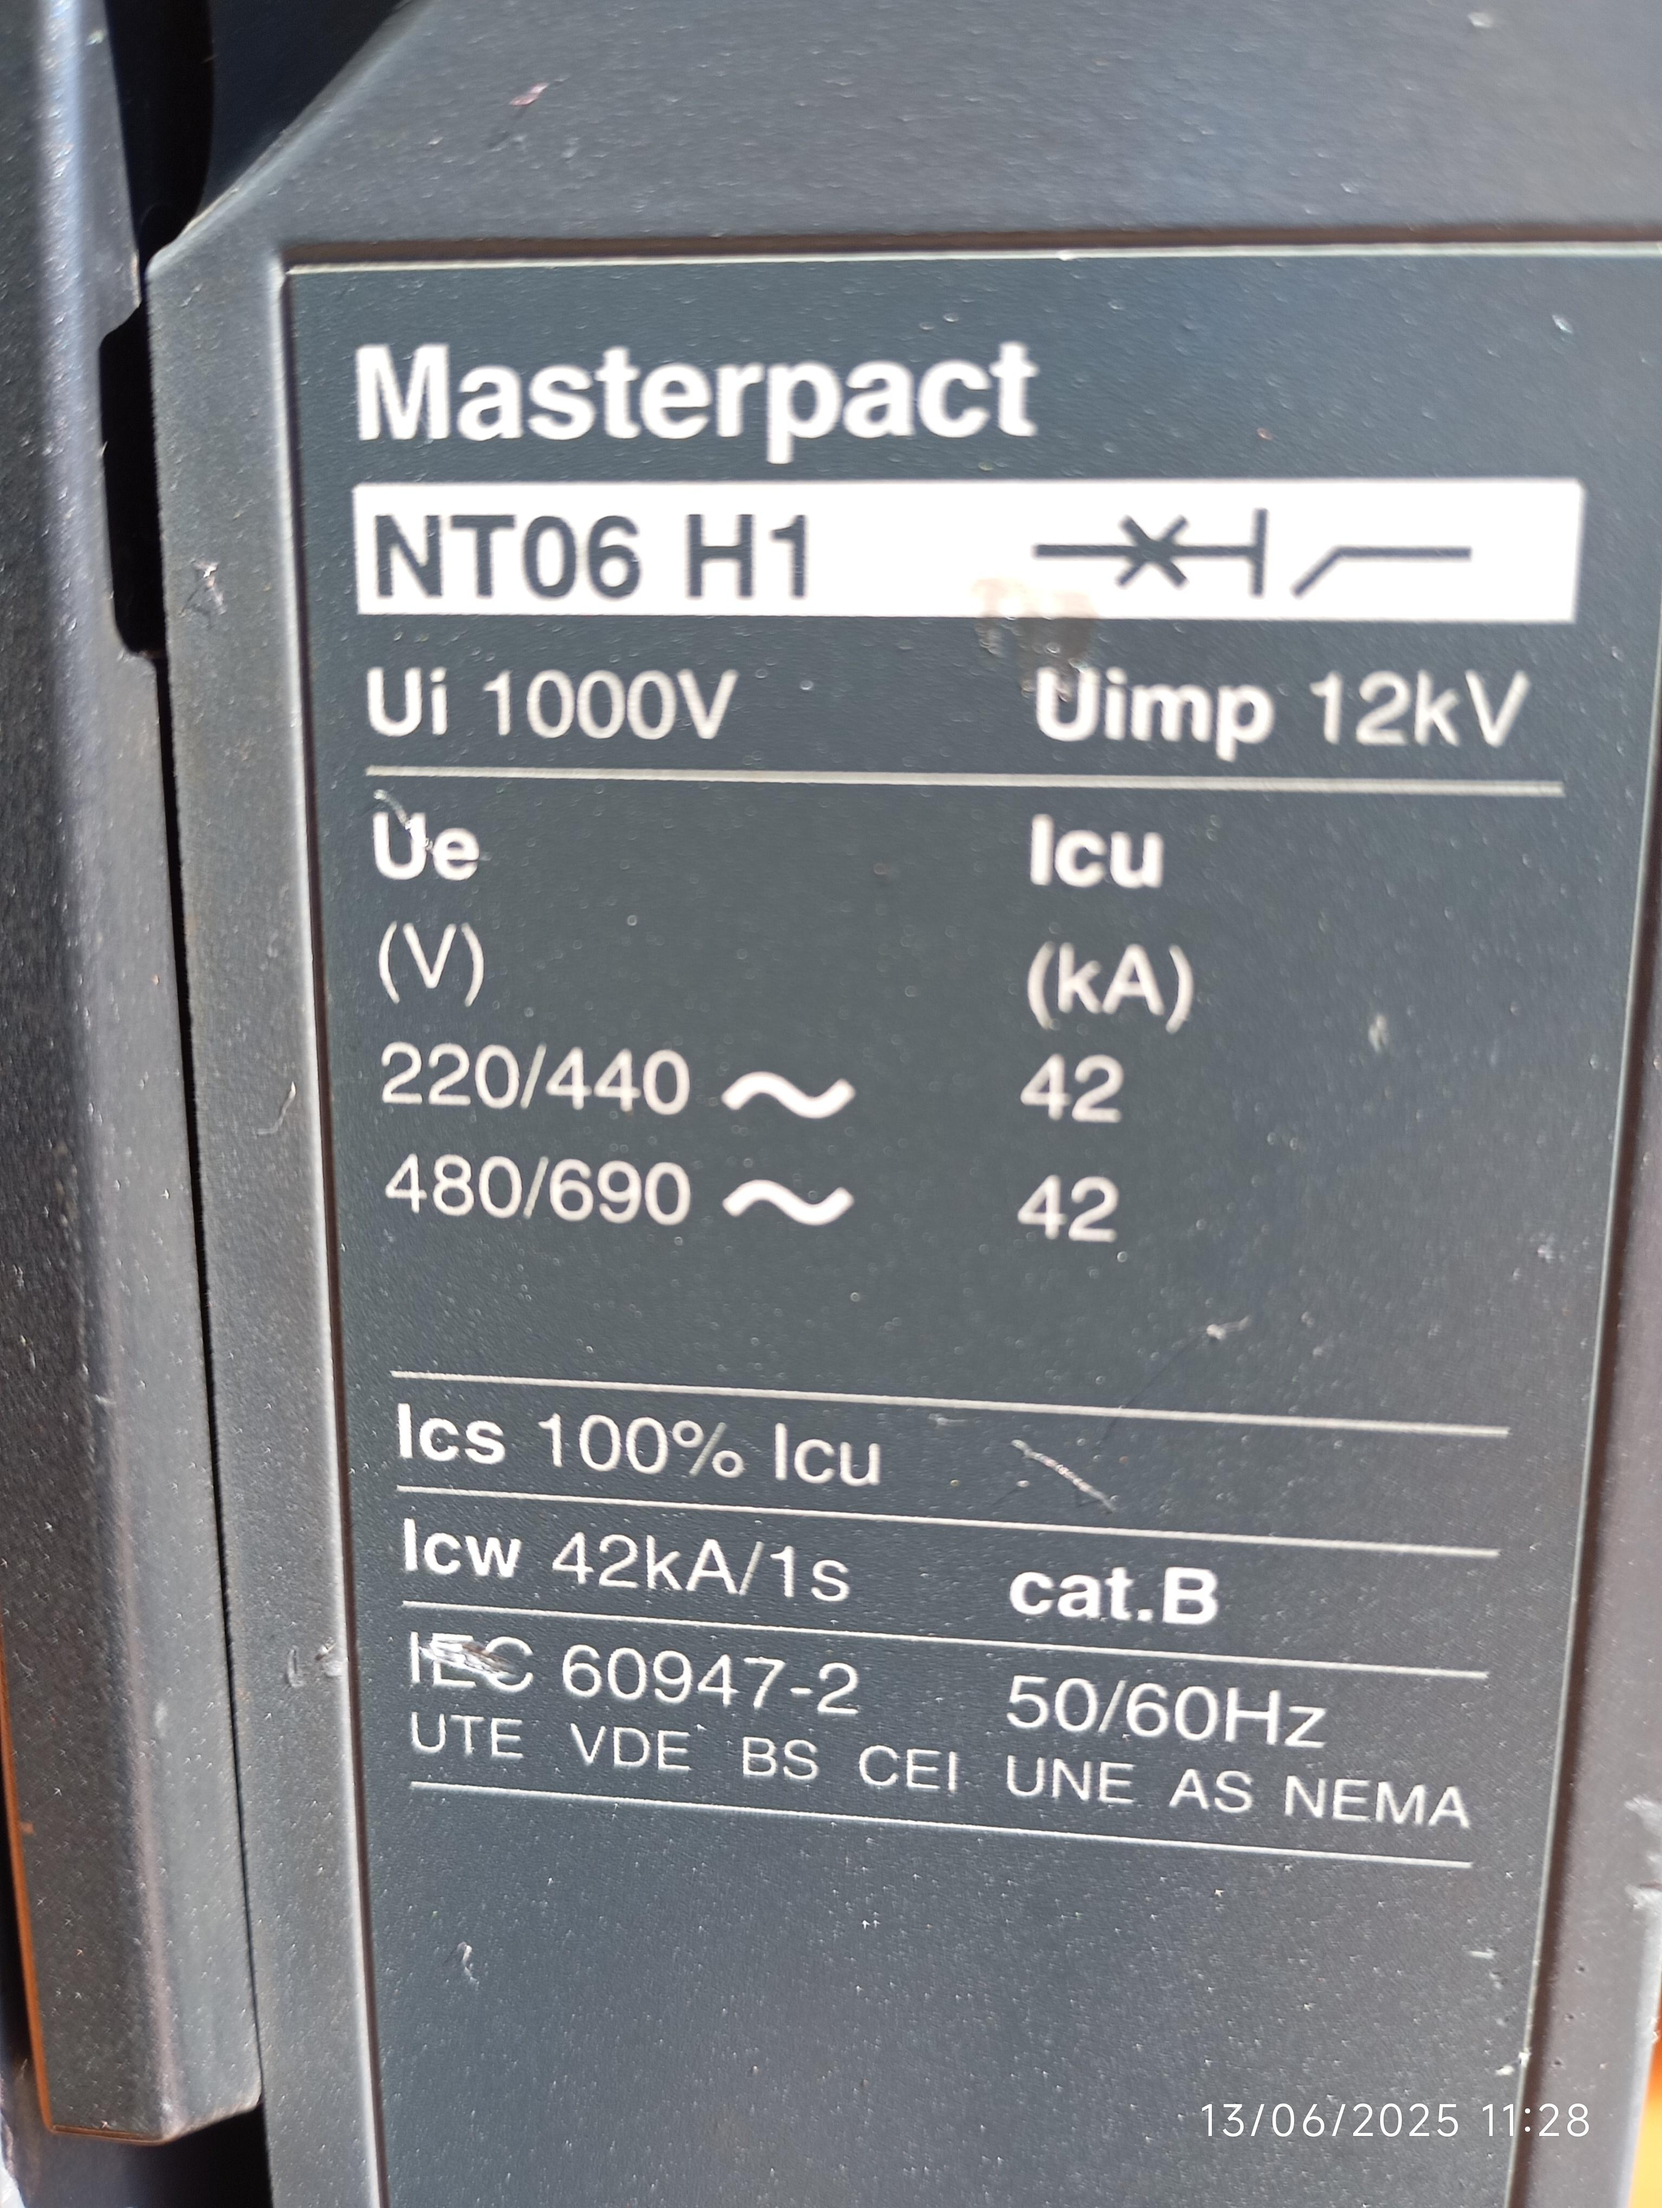 Masterpact
NT06 H1
Ui 1000V Uimp 12kV
Ue Icu
(V) (kA)
220/440 ~ 42
480/690 ~ 42
Ics 100% Icu
Icw 42kA/1s cat.B
IEC 60947-2 50/60Hz
UTE VDE BS CEI UNE AS NEMA
13/06/2025 11:28